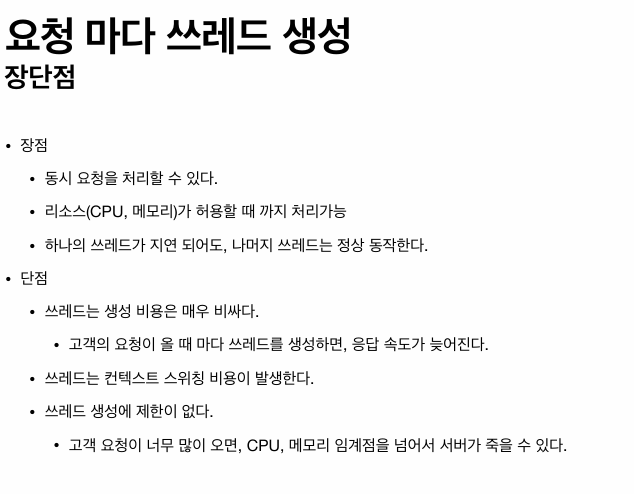 요청 마다 쓰레드 생성
장단점
• 장점
• 동시 요청을 처리할 수 있다.
• 리소스(CPU, 메모리)가 허용할 때 까지 처리가능
• 하나의 쓰레드가 지연 되어도, 나머지 쓰레드는 정상 동작한다.
• 단점
• 쓰레드는 생성 비용은 매우 비싸다.
• 고객의 요청이 올 때 마다 쓰레드를 생성하면, 응답 속도가 늦어진다.
• 쓰레드는 컨텍스트 스위칭 비용이 발생한다.
• 쓰레드 생성에 제한이 없다.
• 고객 요청이 너무 많이 오면, CPU, 메모리 임계점을 넘어서 서버가 죽을 수 있다.